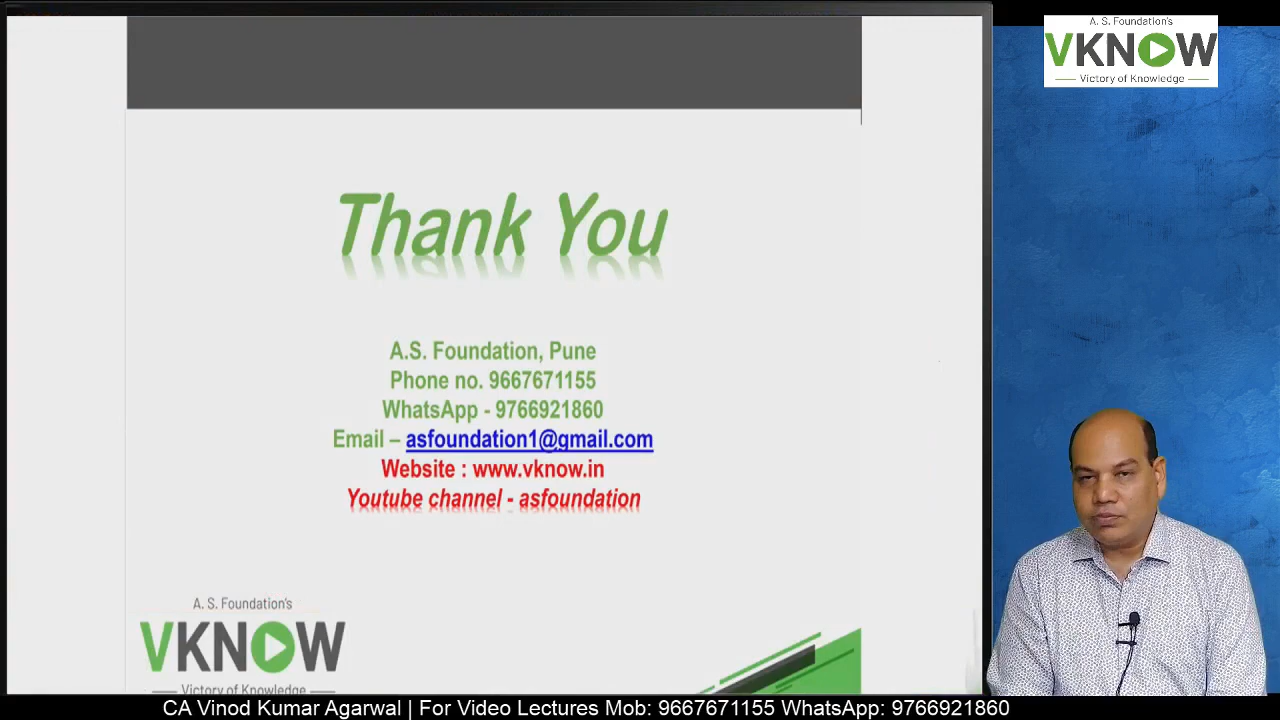 A. S. Foundation's
VKNOW
Victory of Knowledge
Thank You
A.S. Foundation, Pune
Phone no. 9667671155
WhatsApp - 9766921860
Email – asfoundation1@gmail.com
Website : www.vknow.in
Youtube channel - asfoundation
A. S. Foundation's
VKNOW
Victory of Knowledge
CA Vinod Kumar Agarwal | For Video Lectures Mob: 9667671155 WhatsApp: 9766921860